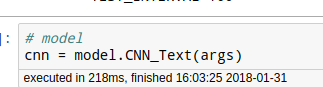 ]:
# model
cnn = model.CNN_Text(args)
executed in 218ms, finished 16:03:25 2018-01-31